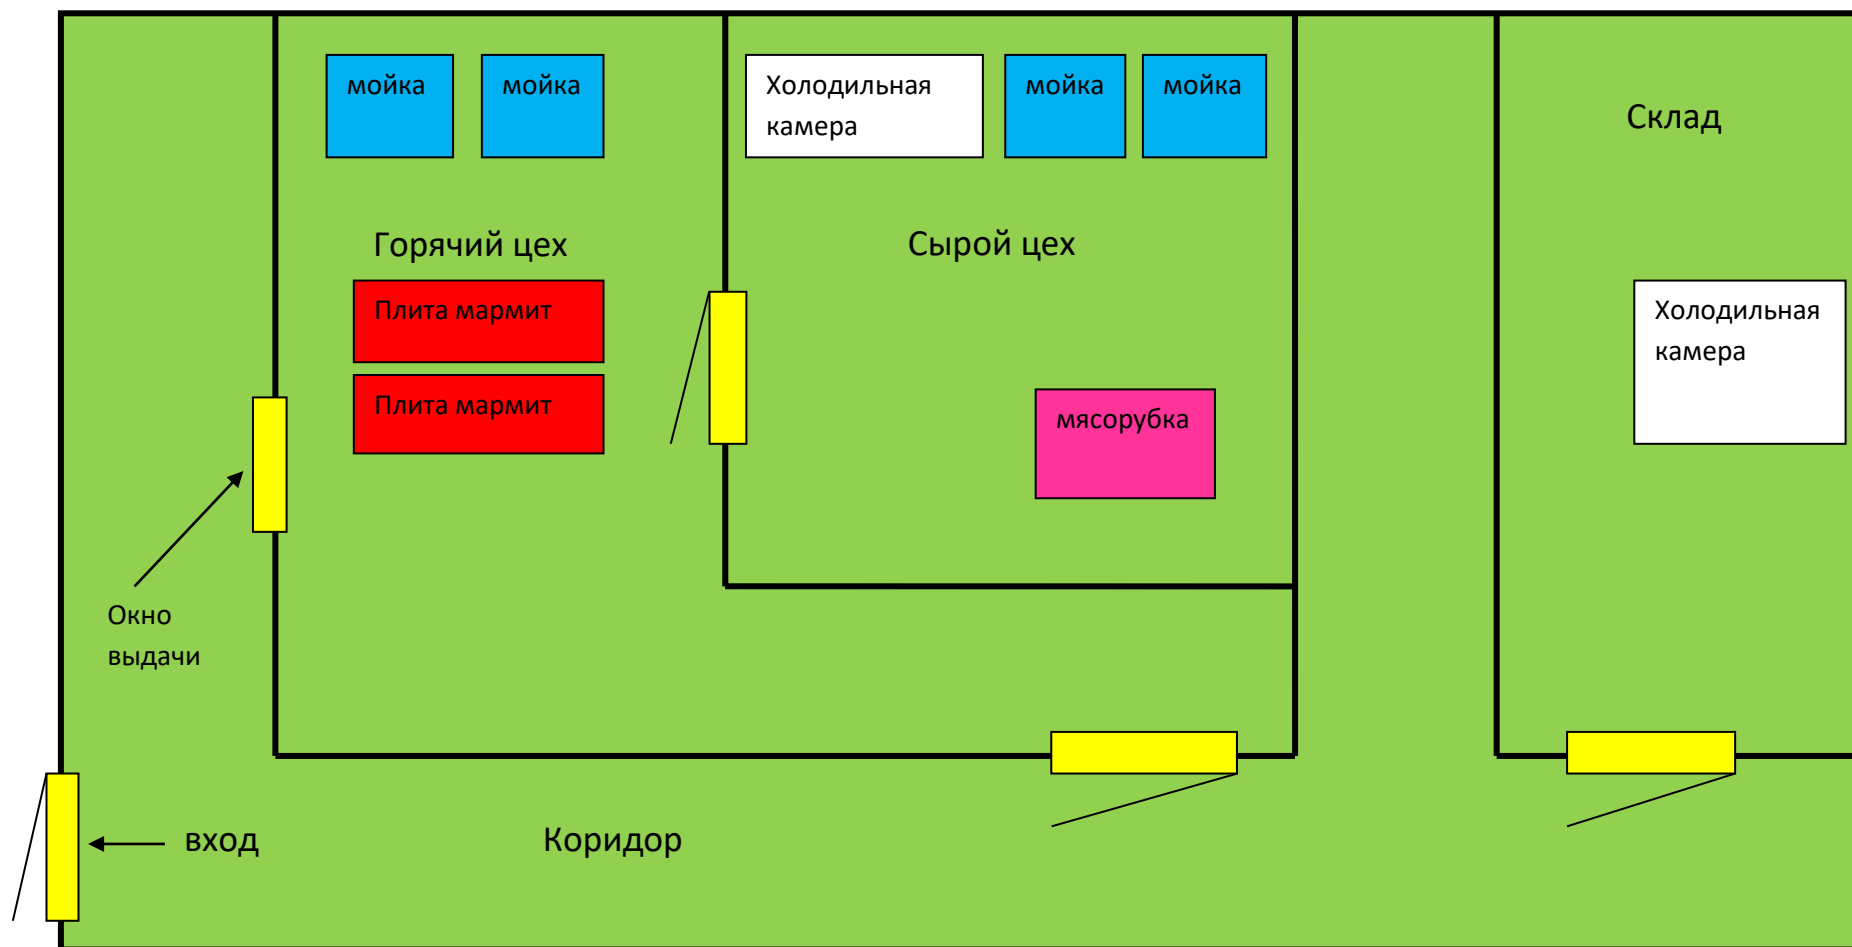 мойка
мойка
Холодильная
камера
мойка
мойка
Склад
Горячий цех
Сырой цех
Плита мармит
Плита мармит
Холодильная
камера
мясорубка
Окно
выдачи
вход
Коридор